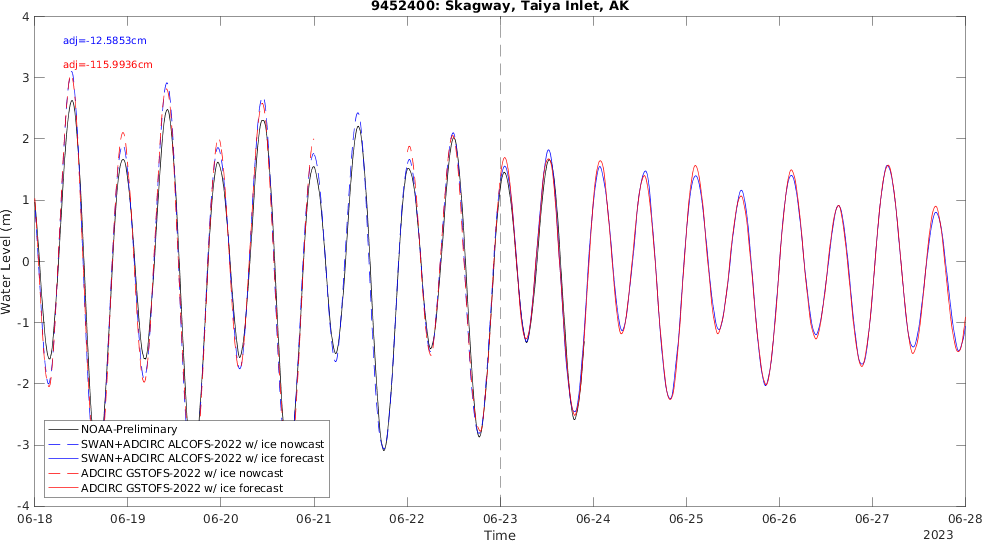 9452400: Skagway, Taiya Inlet, AK
adj=-12.5853cm
adj=-115.9936cm
Water Level (m)
4
3
2
1
0
-1
-2
-3
-4
NOAA-Preliminary
SWAN+ADCIRC ALCOFS-2022 w/ ice nowcast
SWAN+ADCIRC ALCOFS-2022 w/ ice forecast
ADCIRC GSTOFS-2022 w/ ice nowcast
ADCIRC GSTOFS-2022 w/ ice forecast
06-18 06-19 06-20 06-21 06-22 06-23 06-24 06-25 06-26 06-27 06-28
Time
2023